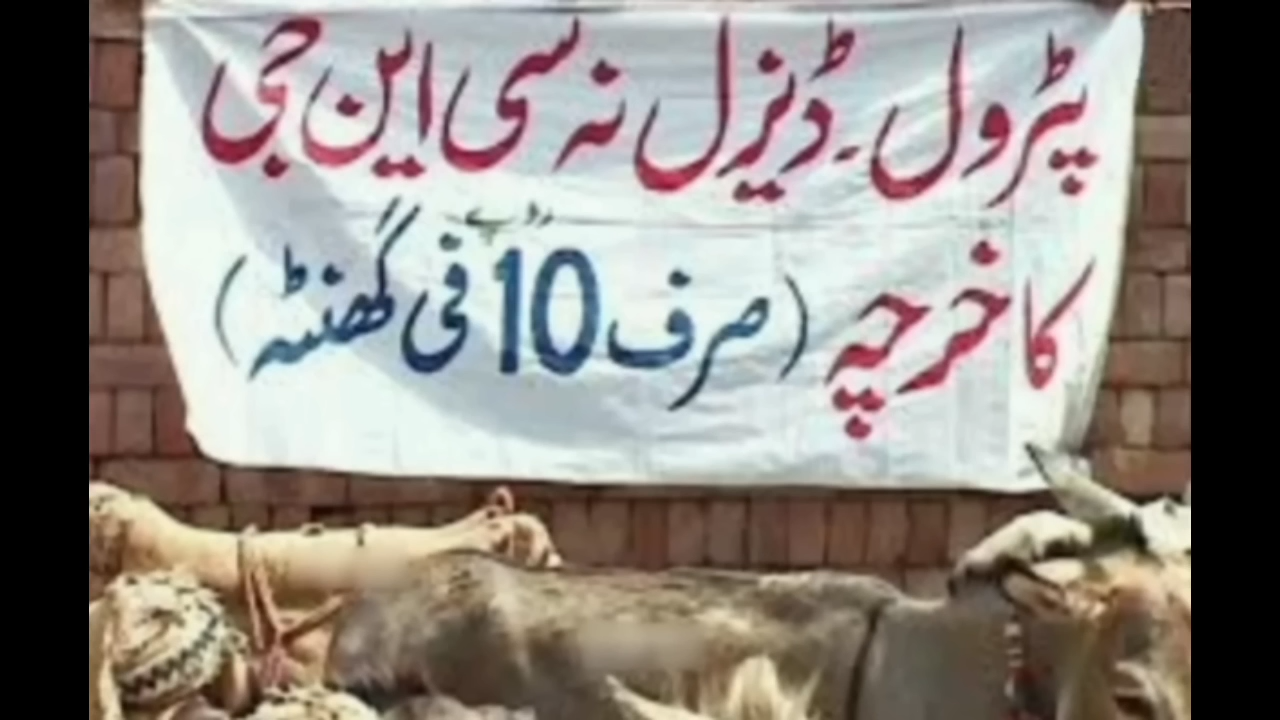 پٹرول۔ ڈیزل نہ سی این جی
کا خرچہ (صرف 10 روپے فی گھنٹہ)